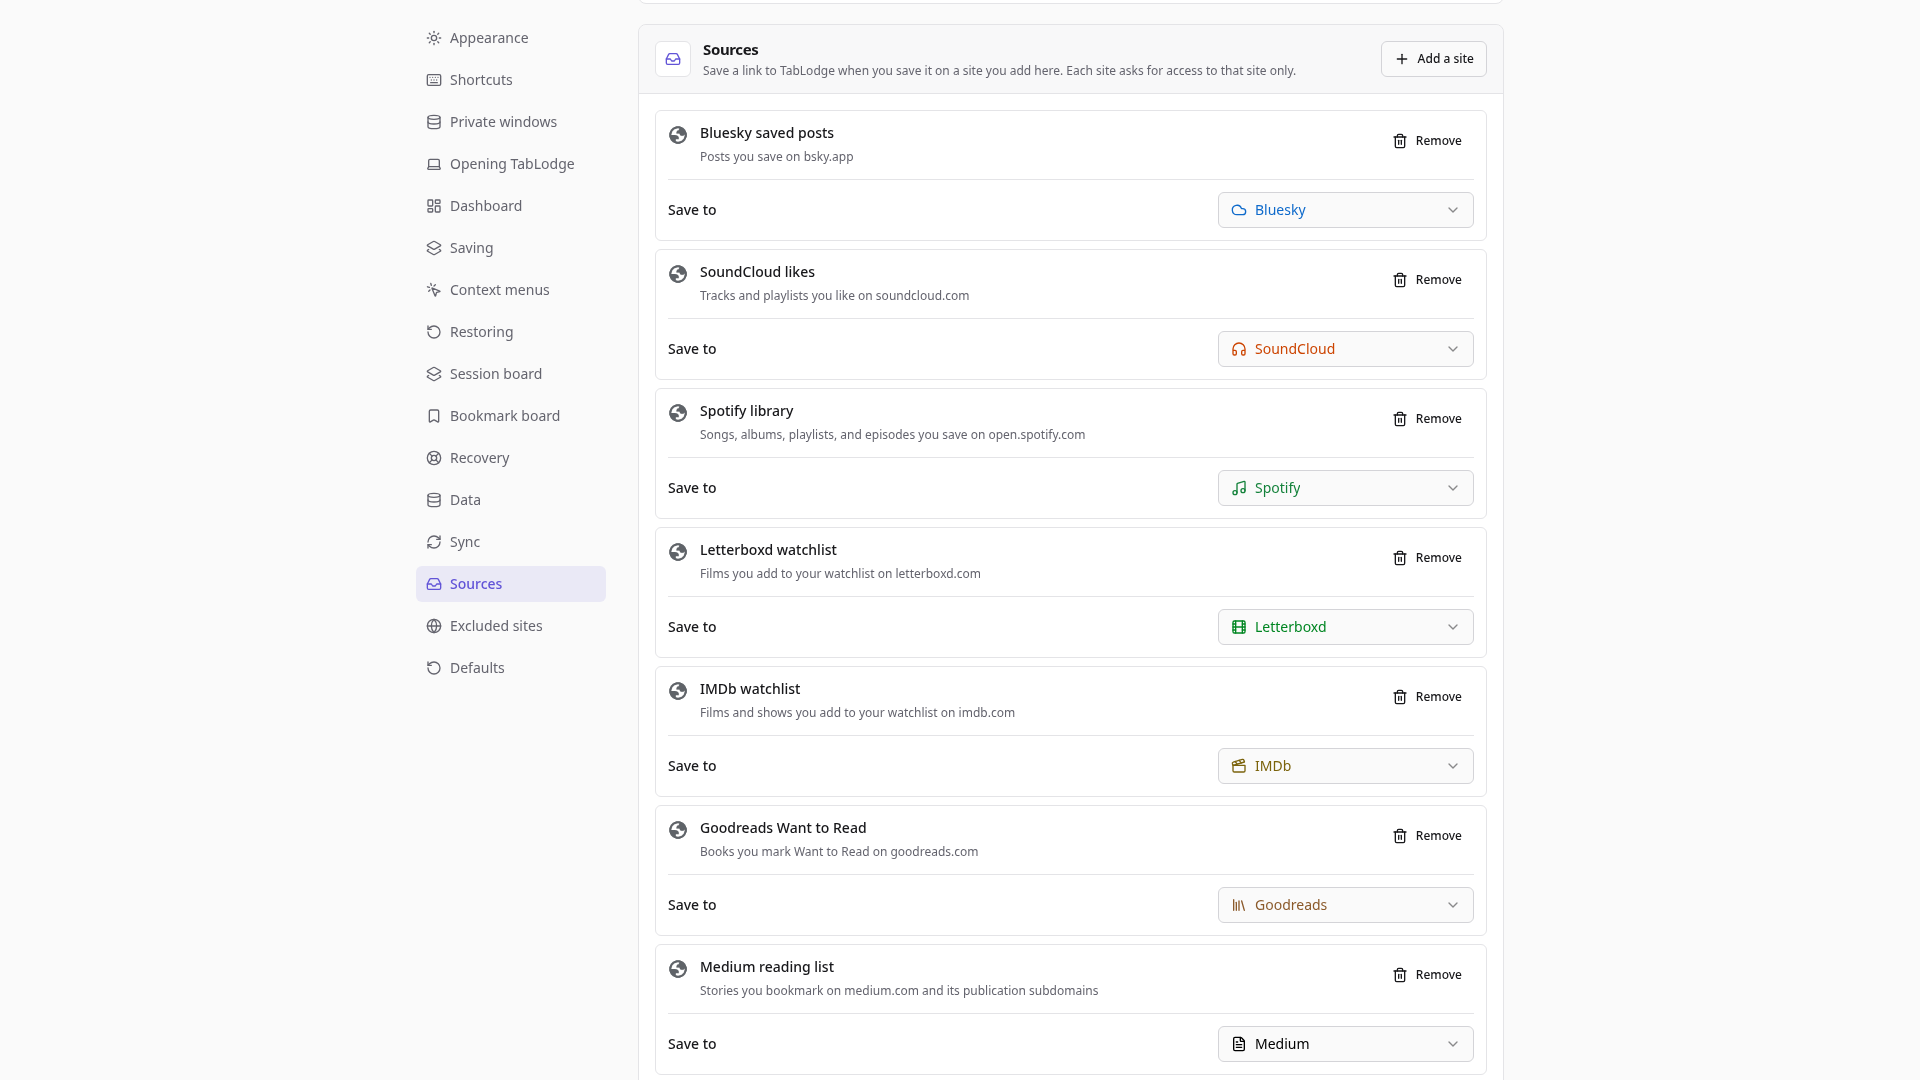 Appearance
Shortcuts
Private windows
Opening TabLodge
Dashboard
Saving
Context menus
Restoring
Session board
Bookmark board
Recovery
Data
Sync
Sources
Excluded sites
Defaults
Sources
Save a link to TabLodge when you save it on a site you add here. Each site asks for access to that site only.
Add a site
Bluesky saved posts
Posts you save on bsky.app
Remove
Save to
Bluesky
SoundCloud likes
Tracks and playlists you like on soundcloud.com
Remove
Save to
SoundCloud
Spotify library
Songs, albums, playlists, and episodes you save on open.spotify.com
Remove
Save to
Spotify
Letterboxd watchlist
Films you add to your watchlist on letterboxd.com
Remove
Save to
Letterboxd
IMDb watchlist
Films and shows you add to your watchlist on imdb.com
Remove
Save to
IMDb
Goodreads Want to Read
Books you mark Want to Read on goodreads.com
Remove
Save to
Goodreads
Medium reading list
Stories you bookmark on medium.com and its publication subdomains
Remove
Save to
Medium